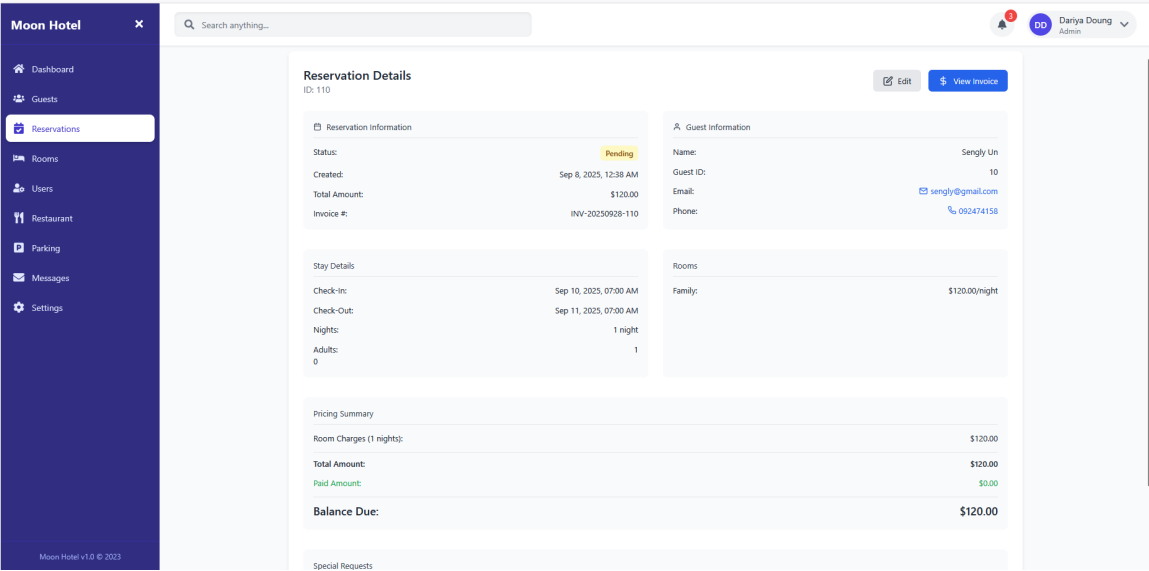 Moon Hotel
Search anything...
3
DD
Dariya Doung
Admin
Dashboard
Guests
Reservations
Rooms
Users
Restaurant
Parking
Messages
Settings
Moon Hotel v1.0 © 2023
Reservation Details
ID: 110
Edit
$ View Invoice
Reservation Information
Status: Pending
Created: Sep 8, 2025, 12:38 AM
Total Amount: $120.00
Invoice #: INV-20250928-110
Guest Information
Name: Sengly Un
Guest ID: 10
Email: sengly@gmail.com
Phone: 092474158
Stay Details
Check-In: Sep 10, 2025, 07:00 AM
Check-Out: Sep 11, 2025, 07:00 AM
Nights: 1 night
Adults: 1
0
Rooms
Family: $120.00/night
Pricing Summary
Room Charges (1 nights): $120.00
Total Amount: $120.00
Paid Amount: $0.00
Balance Due: $120.00
Special Requests